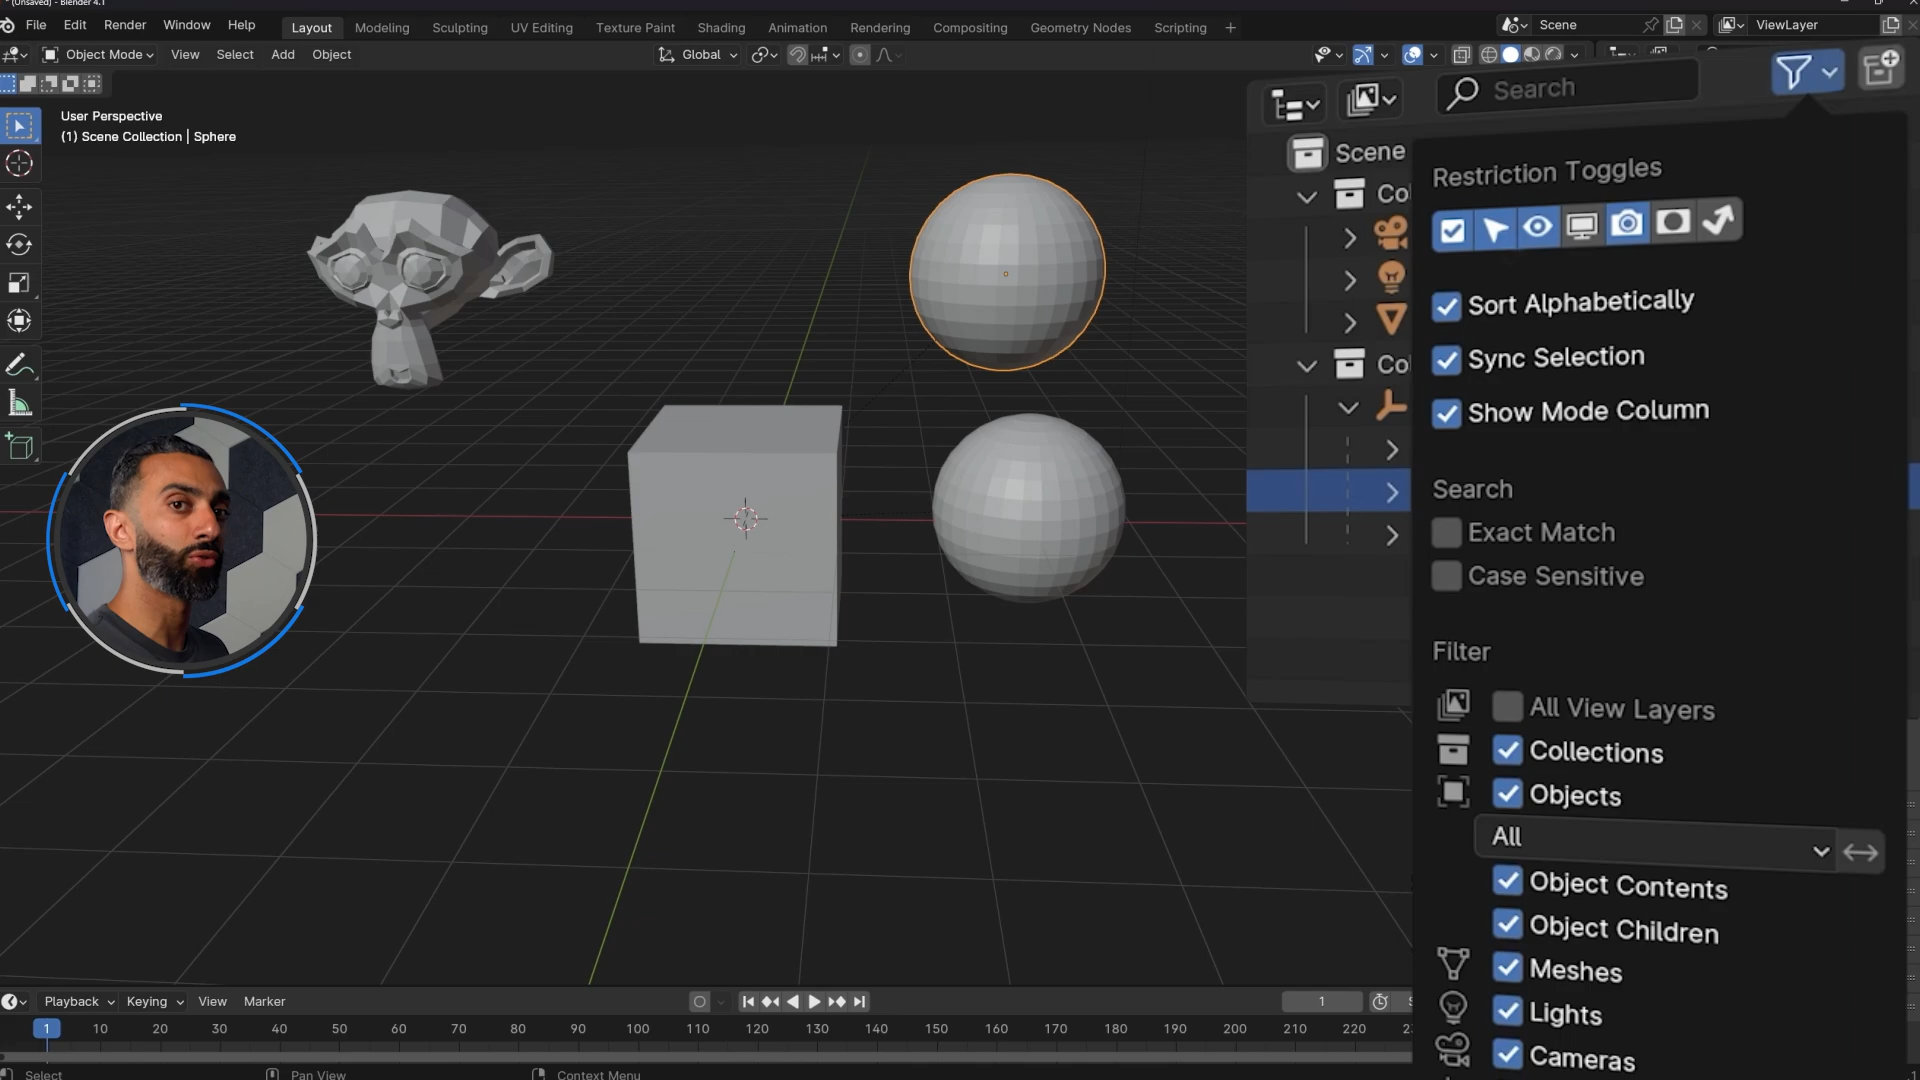 * (Unsaved) - Blender 4.1
File Edit Render Window Help Layout Modeling Sculpting UV Editing Texture Paint Shading Animation Rendering Compositing Geometry Nodes Scripting + Scene ViewLayer
Object Mode View Select Add Object Global
User Perspective
(1) Scene Collection | Sphere
Search
Scene
Col
Col
Restriction Toggles
Sort Alphabetically
Sync Selection
Show Mode Column
Search
Exact Match
Case Sensitive
Filter
All View Layers
Collections
Objects
All
Object Contents
Object Children
Meshes
Lights
Cameras
Playback Keying View Marker 1
1 10 20 30 40 50 60 70 80 90 100 110 120 130 140 150 160 170 180 190 200 210 220
Select Pan View Context Menu